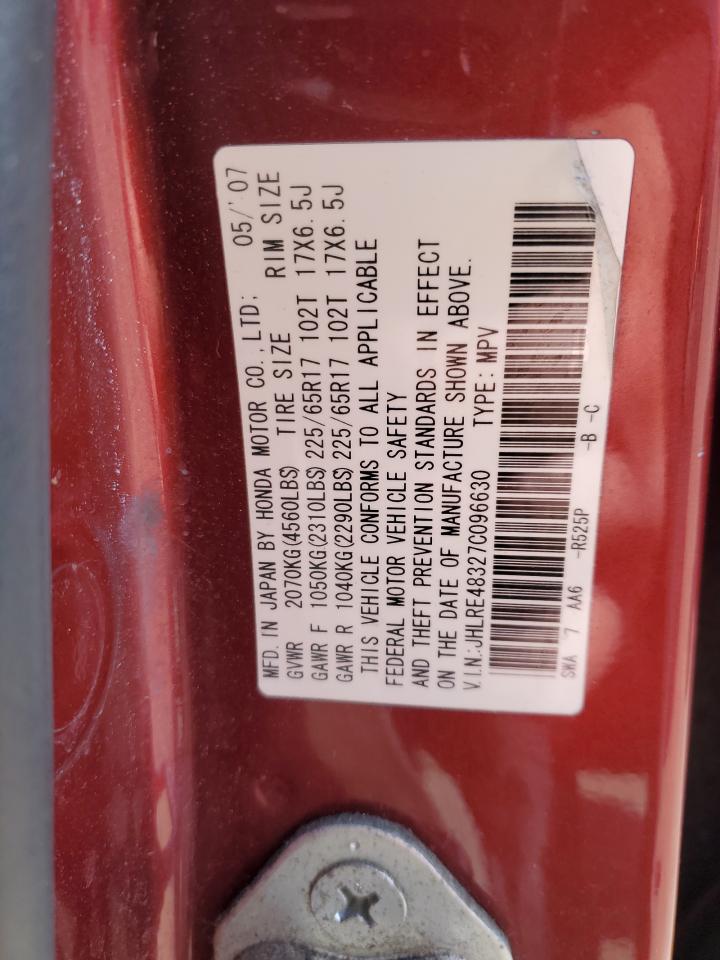 MFD. IN JAPAN BY HONDA MOTOR CO., LTD; 05/'07
GVWR 2070KG(4560LBS) TIRE SIZE RIM SIZE
GAWR F 1050KG(2310LBS) 225/65R17 102T 17X6.5J
GAWR R 1040KG(2290LBS) 225/65R17 102T 17X6.5J
THIS VEHICLE CONFORMS TO ALL APPLICABLE
FEDERAL MOTOR VEHICLE SAFETY
AND THEFT PREVENTION STANDARDS IN EFFECT
ON THE DATE OF MANUFACTURE SHOWN ABOVE.
V.I.N.:JHLRE48327C096630 TYPE: MPV
SWA 7 AA6 -R525P -B -C